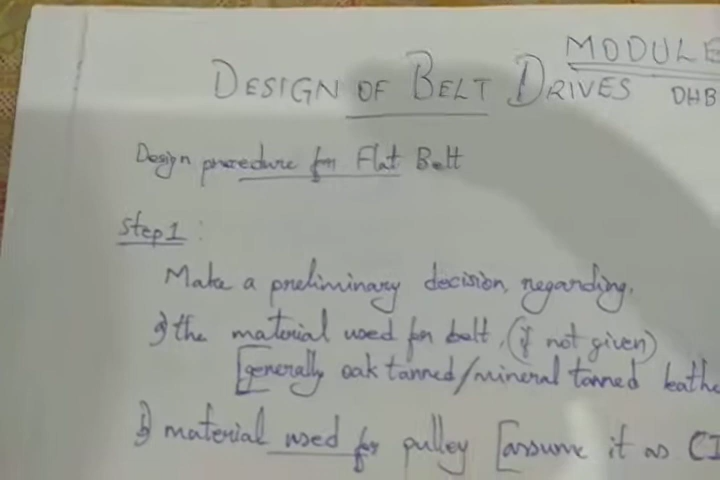 MODULE
DESIGN OF BELT DRIVES DHB
Design procedure for Flat Belt
Step 1 :
Make a preliminary decision, regarding,
a) the material used for belt, (if not given)
[generally oak tanned/mineral tanned leathe
b) material used for pulley [assume it as CI